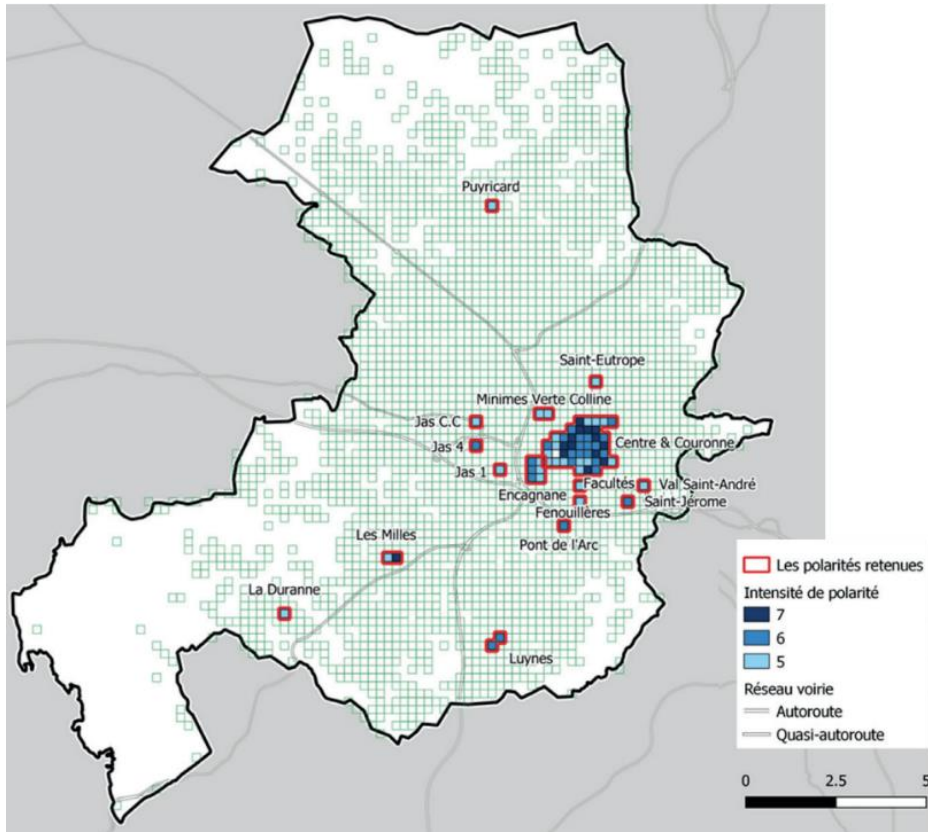 Puyricard
Saint-Eutrope
Minimes Verte Colline
Jas C.C
Centre & Couronne
Jas 4
Jas 1
Facultés
Val Saint-André
Encagnane
Saint-Jérome
Fenouillères
Pont de l'Arc
Les Milles
La Duranne
Luynes
Les polarités retenues
Intensité de polarité
7
6
5
Réseau voirie
Autoroute
Quasi-autoroute
0 2.5 5